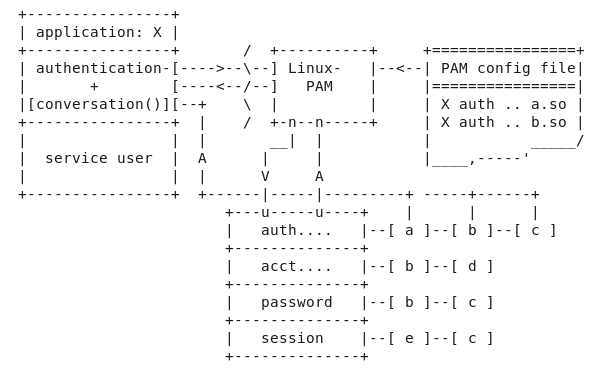 +----------------+
| application: X |
+----------------+       /  +----------+     +================+
| authentication-[---->--\--] Linux-   |--<--| PAM config file|
|       +        [----<--/--]   PAM    |     |================|
|[conversation()][--+    \  |          |     | X auth .. a.so |
+----------------+  |    /  +-n--n-----+     | X auth .. b.so |
|                |  |       __|  |           |           _____/
|  service user  |  A      |     |           |____,-----'
|                |  |      V     A
+----------------+  +------|-----|---------+ -----+------+
                       +---u-----u----+    |      |      |
                       |   auth....   |--[ a ]--[ b ]--[ c ]
                       +--------------+
                       |   acct....   |--[ b ]--[ d ]
                       +--------------+
                       |   password   |--[ b ]--[ c ]
                       +--------------+
                       |   session    |--[ e ]--[ c ]
                       +--------------+